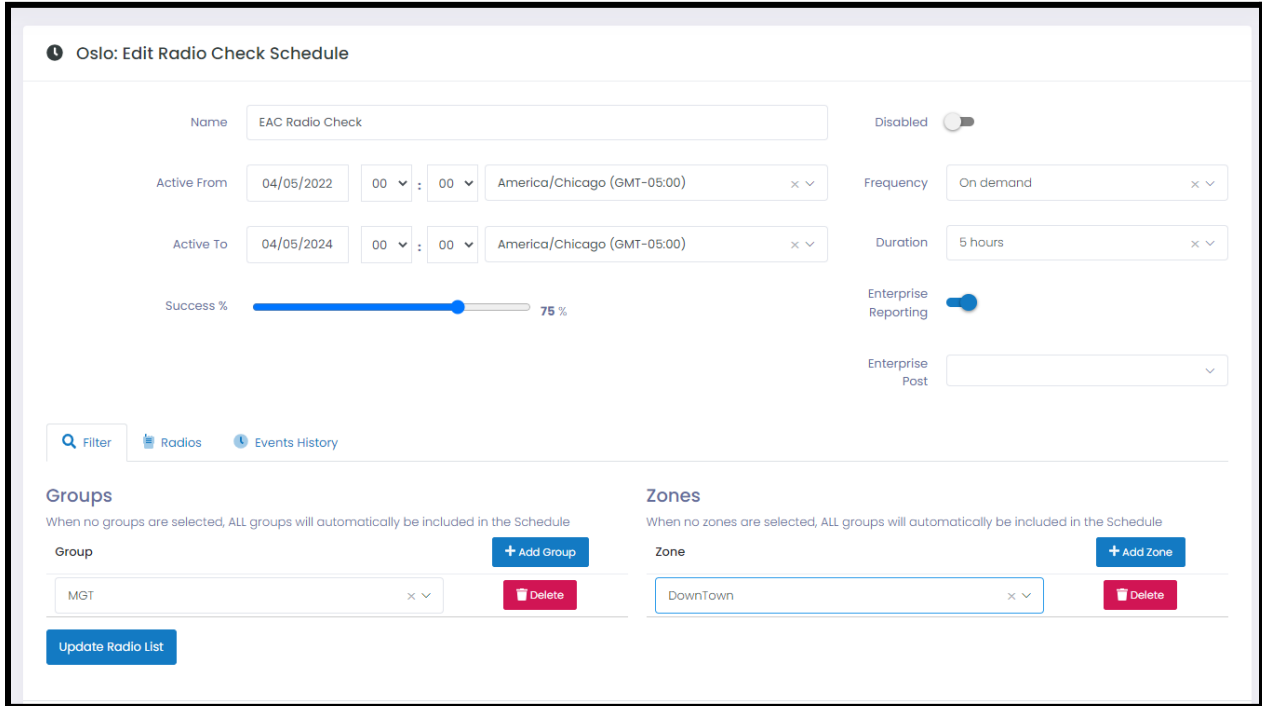 Oslo: Edit Radio Check Schedule
Name EAC Radio Check Disabled
Active From 04/05/2022 00 : 00 America/Chicago (GMT-05:00) Frequency On demand
Active To 04/05/2024 00 : 00 America/Chicago (GMT-05:00) Duration 5 hours
Success % 75 % Enterprise
Reporting
Enterprise
Post
Filter Radios Events History
Groups Zones
When no groups are selected, ALL groups will automatically be included in the Schedule When no zones are selected, ALL groups will automatically be included in the Schedule
Group + Add Group Zone + Add Zone
MGT Delete DownTown Delete
Update Radio List